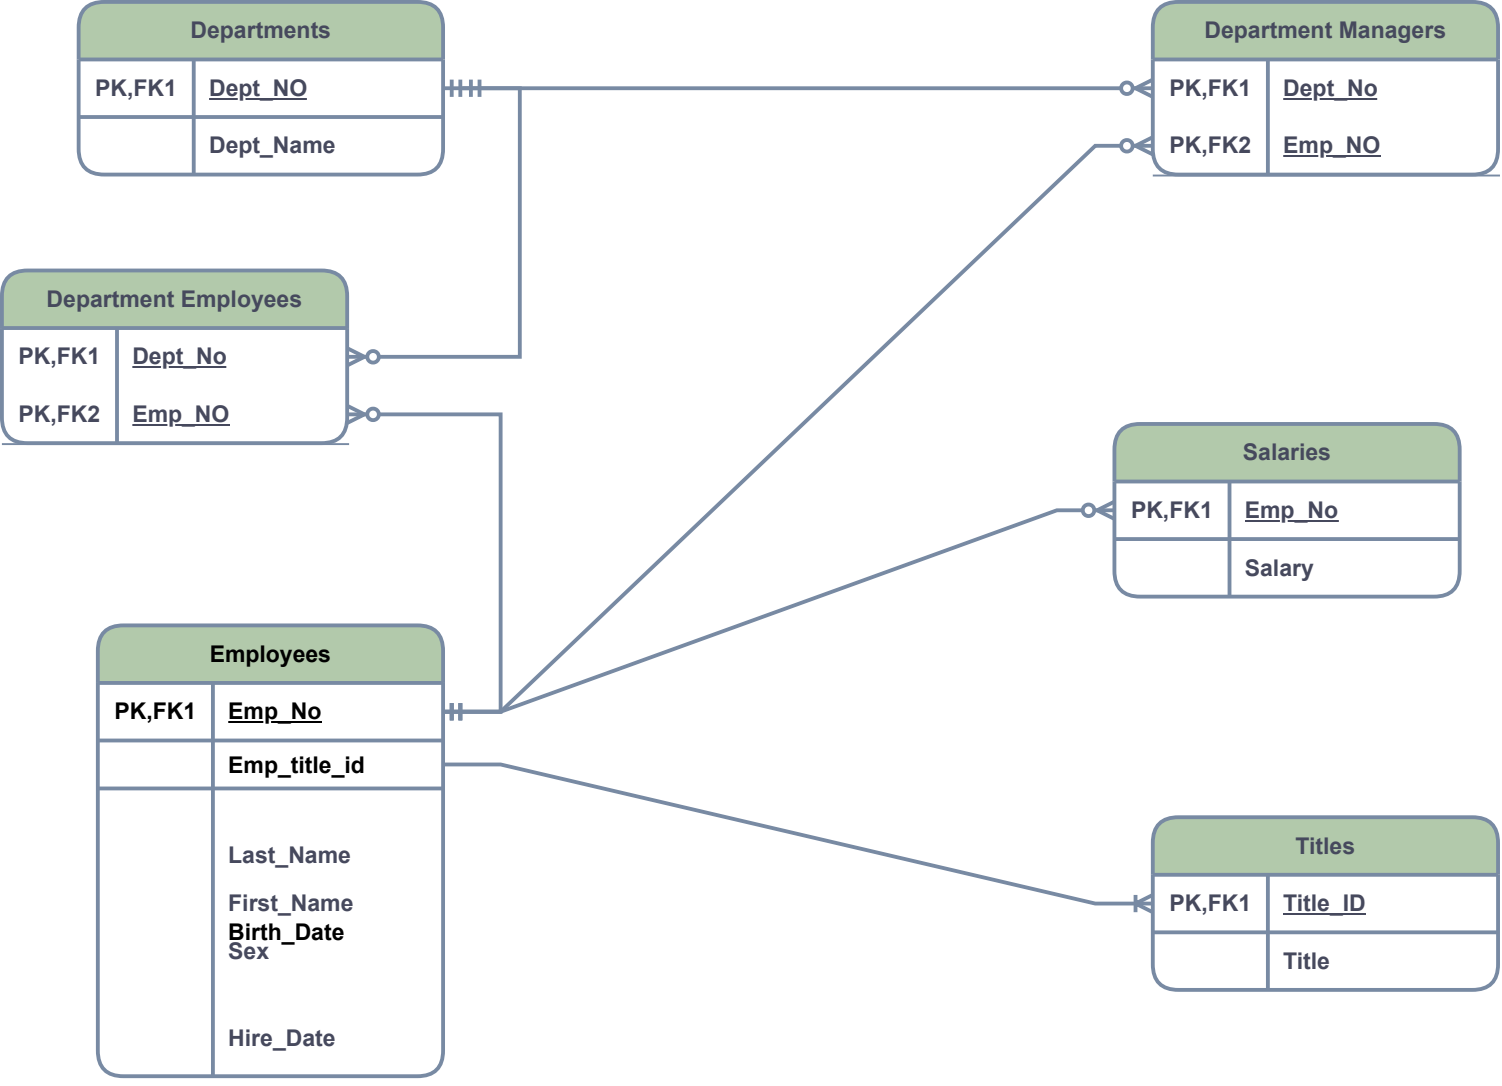 Departments
PK,FK1 Dept_NO
Dept_Name
Department Managers
PK,FK1 Dept_No
PK,FK2 Emp_NO
Department Employees
PK,FK1 Dept_No
PK,FK2 Emp_NO
Salaries
PK,FK1 Emp_No
Salary
Employees
PK,FK1 Emp_No
Emp_title_id
Last_Name
First_Name
Birth_Date
Sex
Hire_Date
Titles
PK,FK1 Title_ID
Title